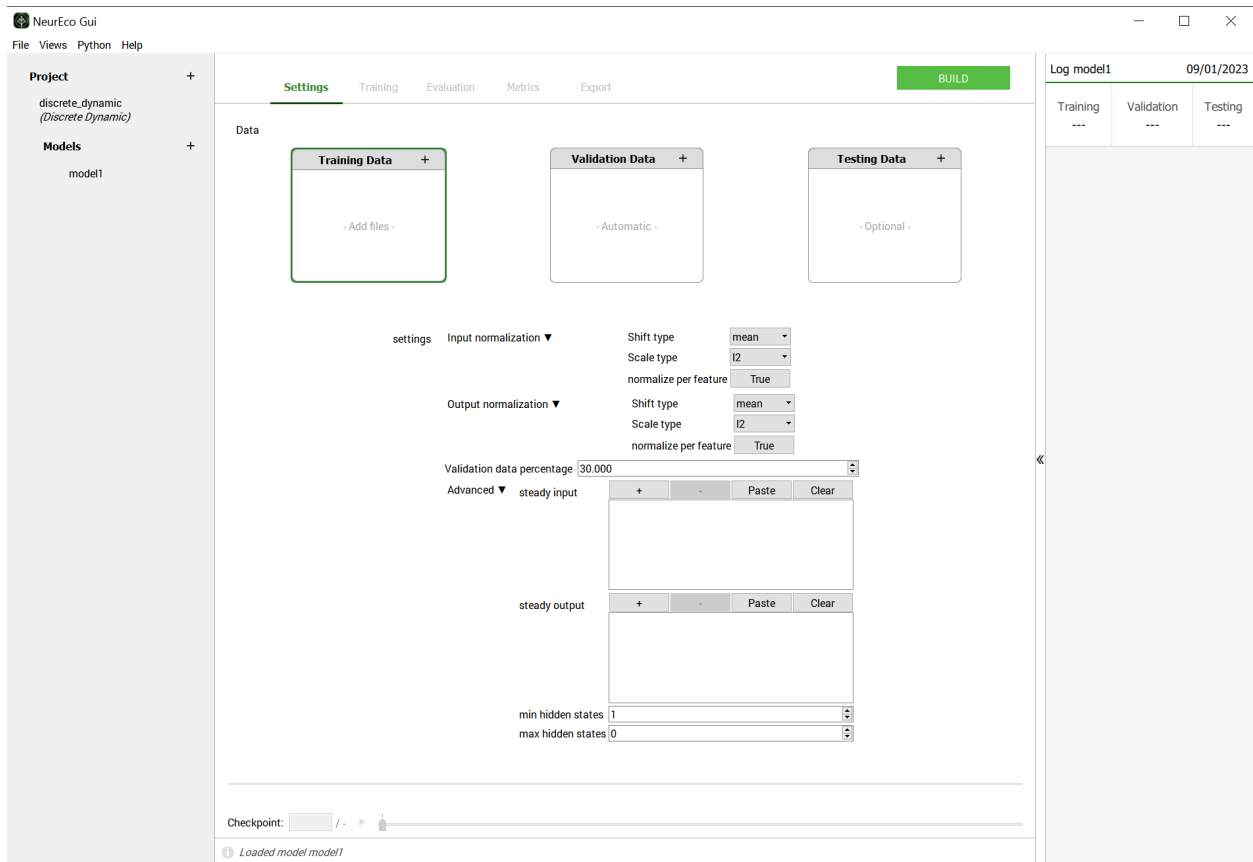 NeurEco Gui
File Views Python Help
Project +
discrete_dynamic
(Discrete Dynamic)
Models +
model1
Settings Training Evaluation Metrics Export BUILD
Data
Training Data +
- Add files -
Validation Data +
- Automatic -
Testing Data +
- Optional -
settings Input normalization ▼ Shift type mean
Scale type l2
normalize per feature True
Output normalization ▼ Shift type mean
Scale type l2
normalize per feature True
Validation data percentage 30.000
Advanced ▼ steady input + - Paste Clear
steady output + - Paste Clear
min hidden states 1
max hidden states 0
Checkpoint: / -
Loaded model model1
«
Log model1 09/01/2023
Training Validation Testing
--- --- ---